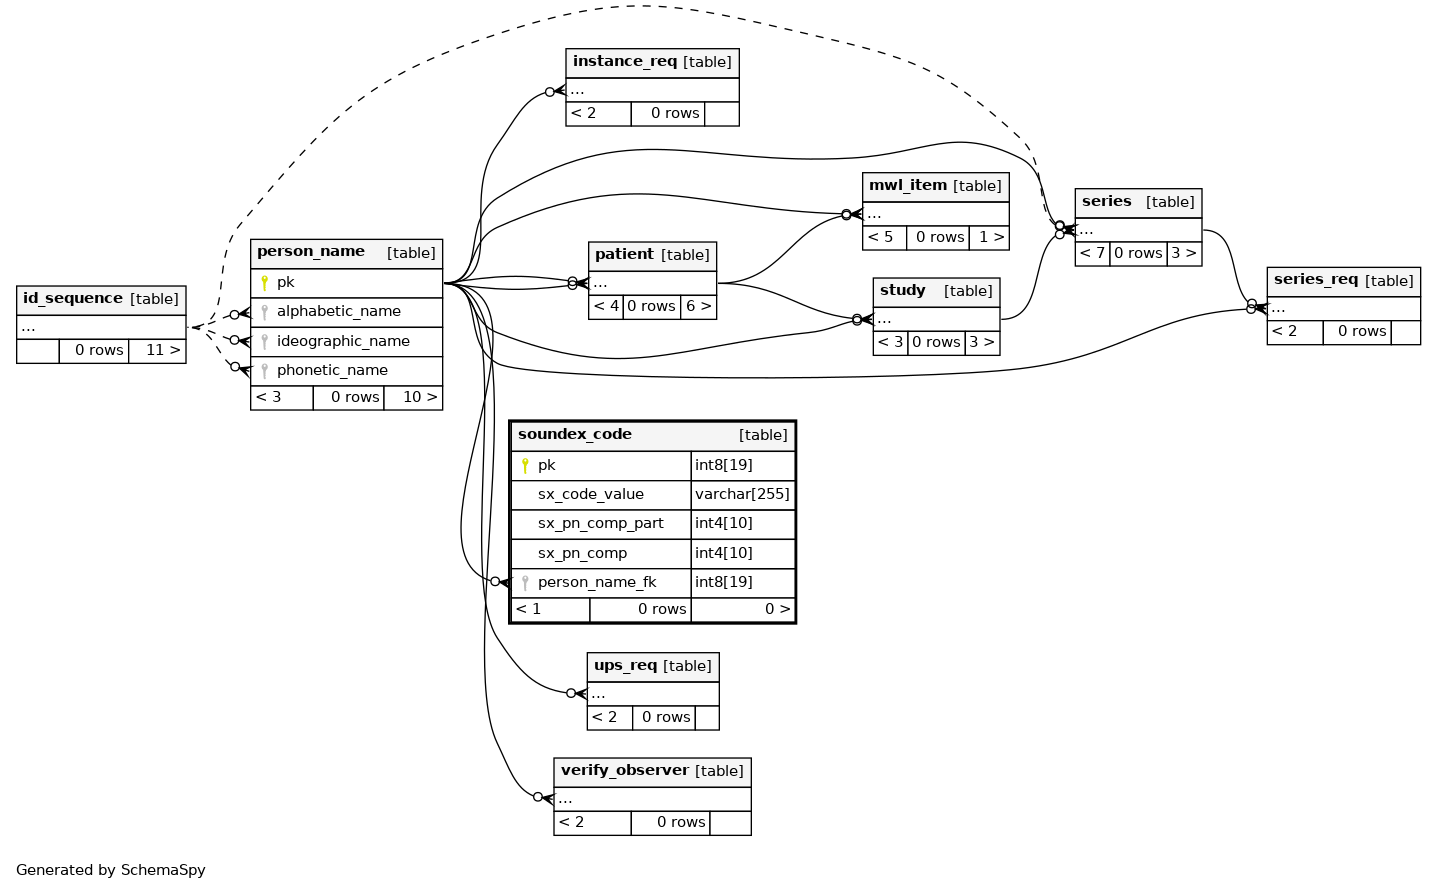 instance_req [table]
...
< 2 0 rows
mwl_item [table]
...
< 5 0 rows 1 >
series [table]
...
< 7 0 rows 3 >
person_name [table]
pk
alphabetic_name
ideographic_name
phonetic_name
< 3 0 rows 10 >
patient [table]
...
< 4 0 rows 6 >
series_req [table]
...
< 2 0 rows
study [table]
...
< 3 0 rows 3 >
id_sequence [table]
...
0 rows 11 >
soundex_code [table]
pk int8[19]
sx_code_value varchar[255]
sx_pn_comp_part int4[10]
sx_pn_comp int4[10]
person_name_fk int8[19]
< 1 0 rows 0 >
ups_req [table]
...
< 2 0 rows
verify_observer [table]
...
< 2 0 rows
Generated by SchemaSpy